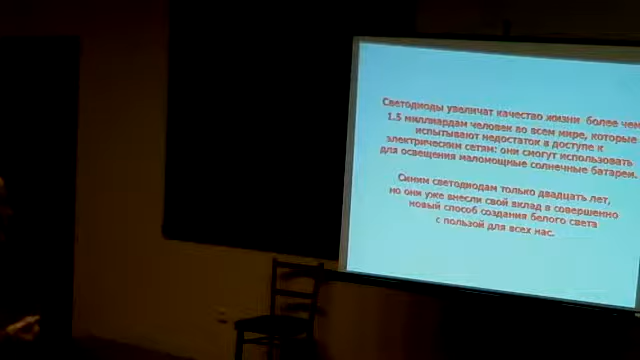 Светодиоды увеличат качество жизни более чем
1.5 миллиардам человек во всем мире, которые
испытывают недостаток а доступе к
электрическим сетям: они смогут использовать
для освещения маломощные солнечные батареи.
Синим светодиодам только двадцать лет,
но они уже внесли свой вклад в совершенно
новый способ создания белого света
с пользой для всех нас.